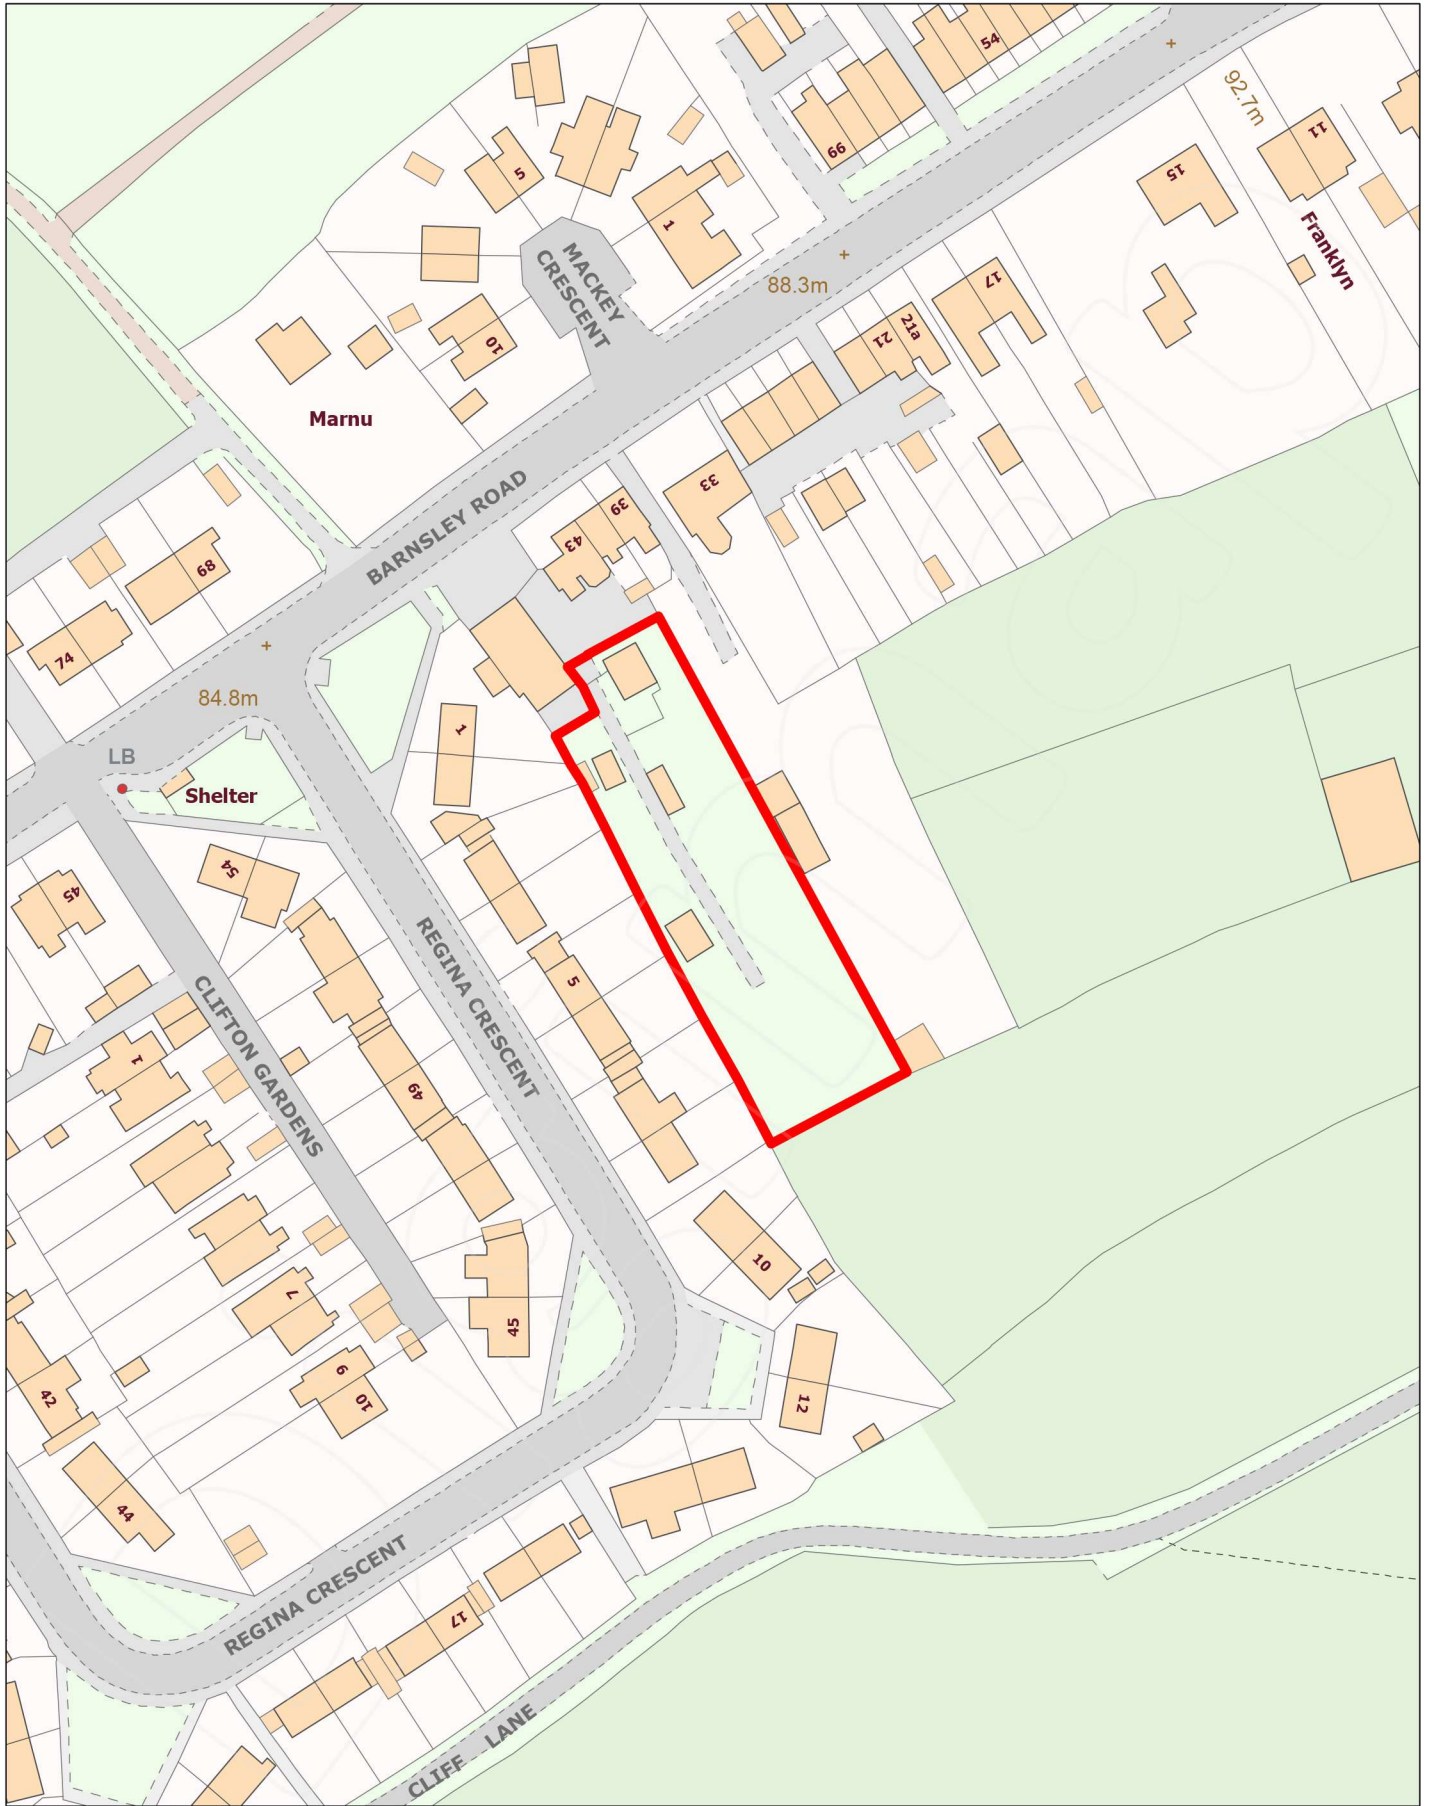 54
66
92.7m
11
15
Franklyn
5
1
MACKEY
CRESCENT
88.3m
17
21a
21
10
Marnu
33
39
43
BARNSLEY ROAD
68
74
84.8m
LB
Shelter
1
54
45
REGINA CRESCENT
5
CLIFTON GARDENS
1
49
10
7
45
9
10
42
12
44
REGINA CRESCENT
17
CLIFF LANE